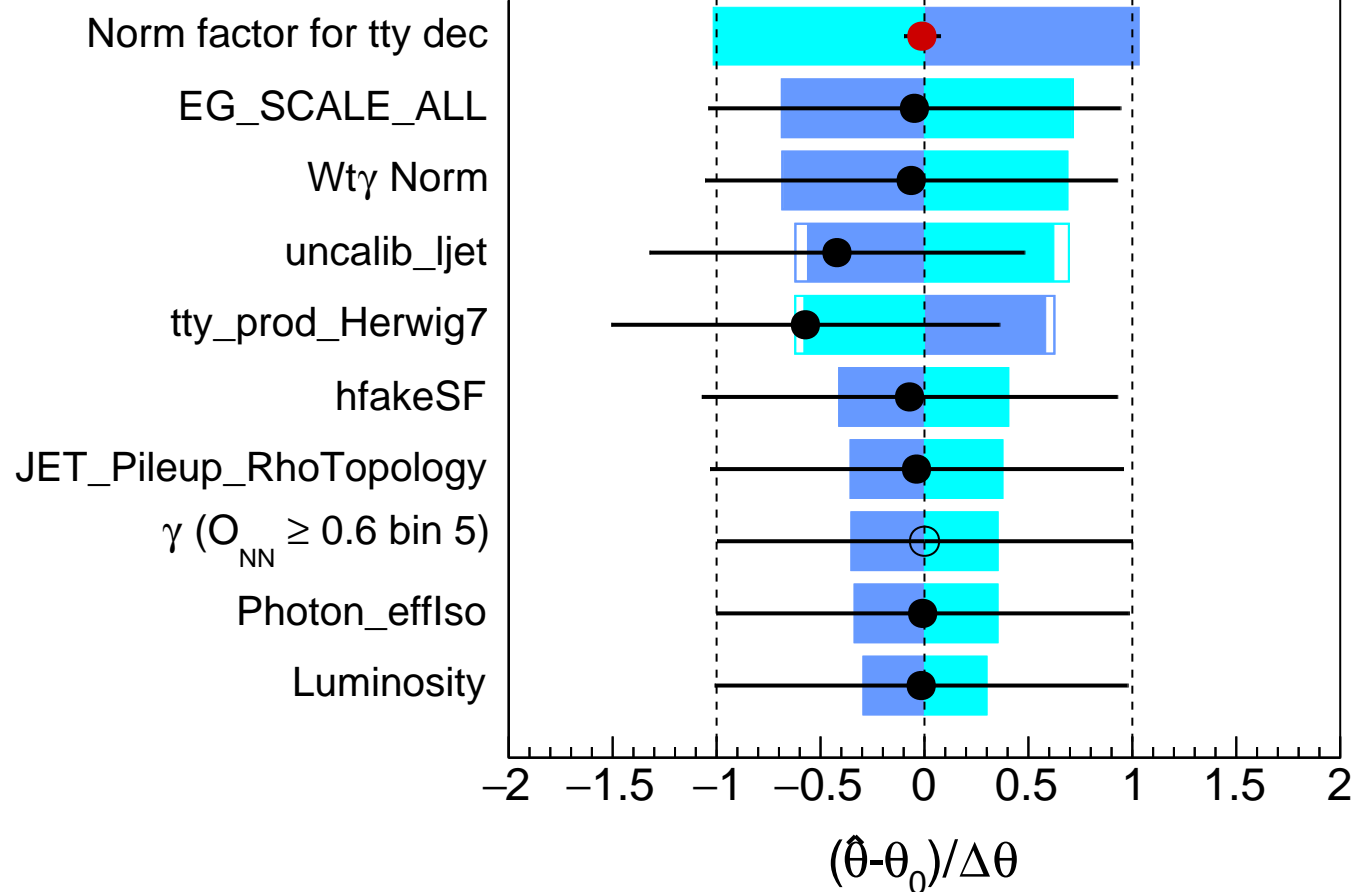 Norm factor for tty dec
EG_SCALE_ALL
Wtγ Norm
uncalib_ljet
tty_prod_Herwig7
hfakeSF
JET_Pileup_RhoTopology
γ (O_NN ≥ 0.6 bin 5)
Photon_effIso
Luminosity
−2 −1.5 −1 −0.5 0 0.5 1 1.5 2
(θ̂-θ₀)/Δθ